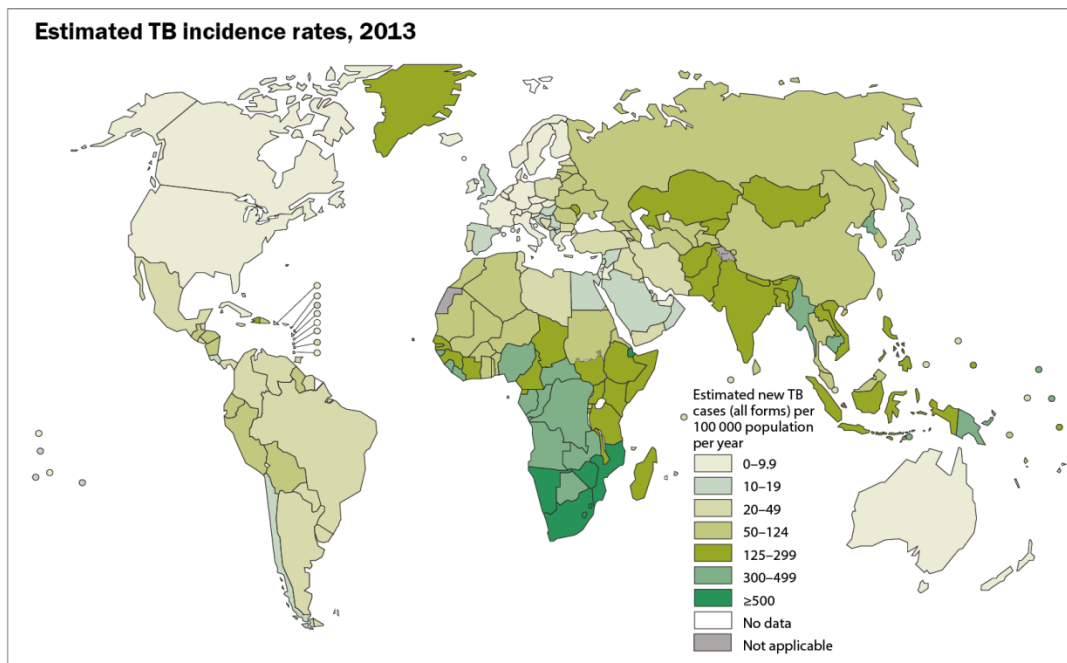 Estimated TB incidence rates, 2013
Estimated new TB
cases (all forms) per
100 000 population
per year
0–9.9
10–19
20–49
50–124
125–299
300–499
≥500
No data
Not applicable